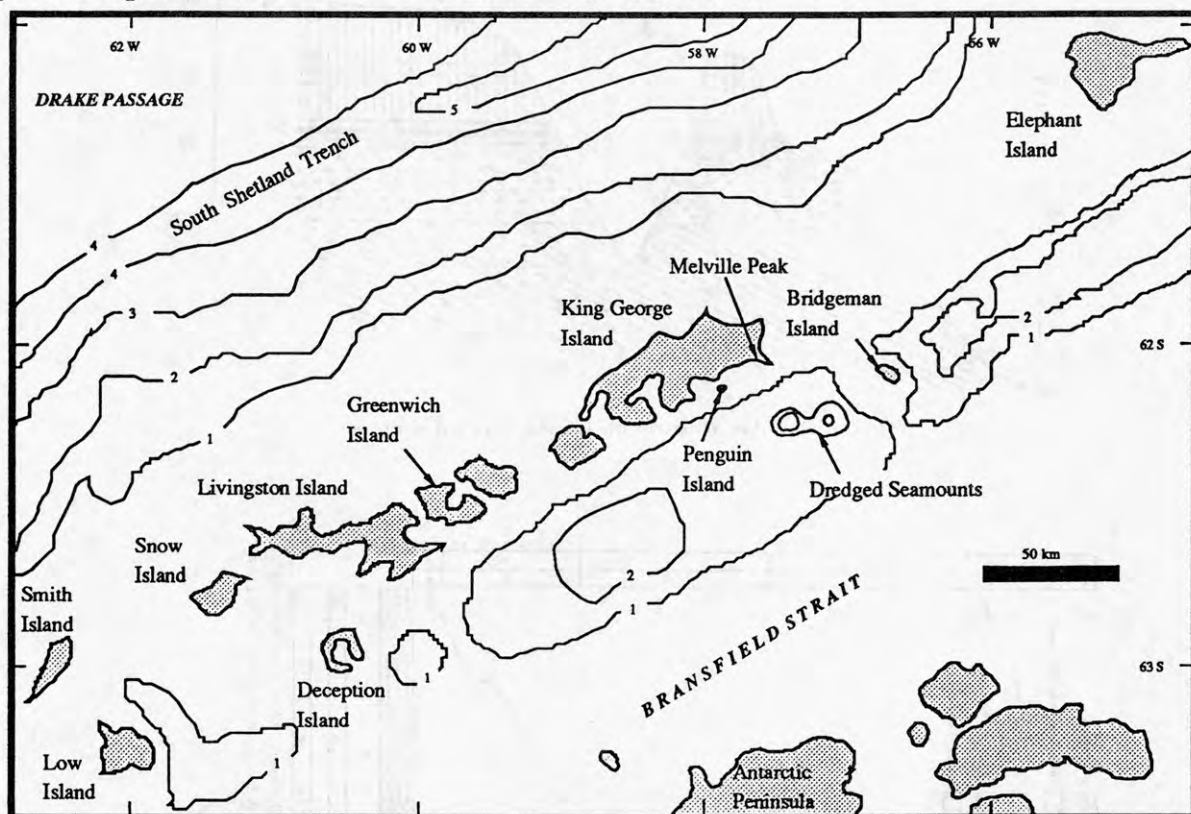 62 W
60 W
58 W
56 W
DRAKE PASSAGE
5
Elephant
Island
South Shetland Trench
4
4
3
Melville Peak
King George
Island
Bridgeman
Island
2
1
62 S
2
Greenwich
Island
1
Penguin
Island
Livingston Island
Dredged Seamounts
Snow
Island
50 km
2
Smith
Island
1
BRANSFIELD STRAIT
63 S
1
Deception
Island
Low
Island
1
Antarctic
Peninsula